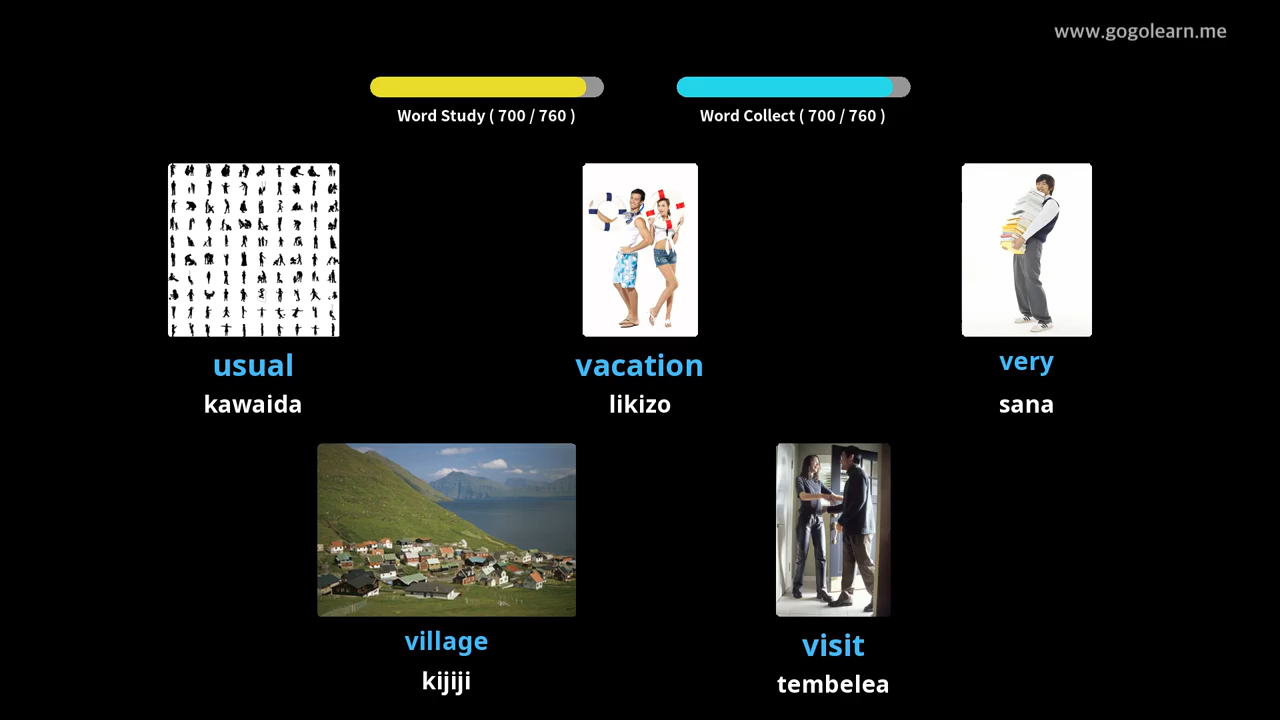 www.gogolearn.me
Word Study ( 700 / 760 )
Word Collect ( 700 / 760 )
usual
kawaida
vacation
likizo
very
sana
village
kijiji
visit
tembelea